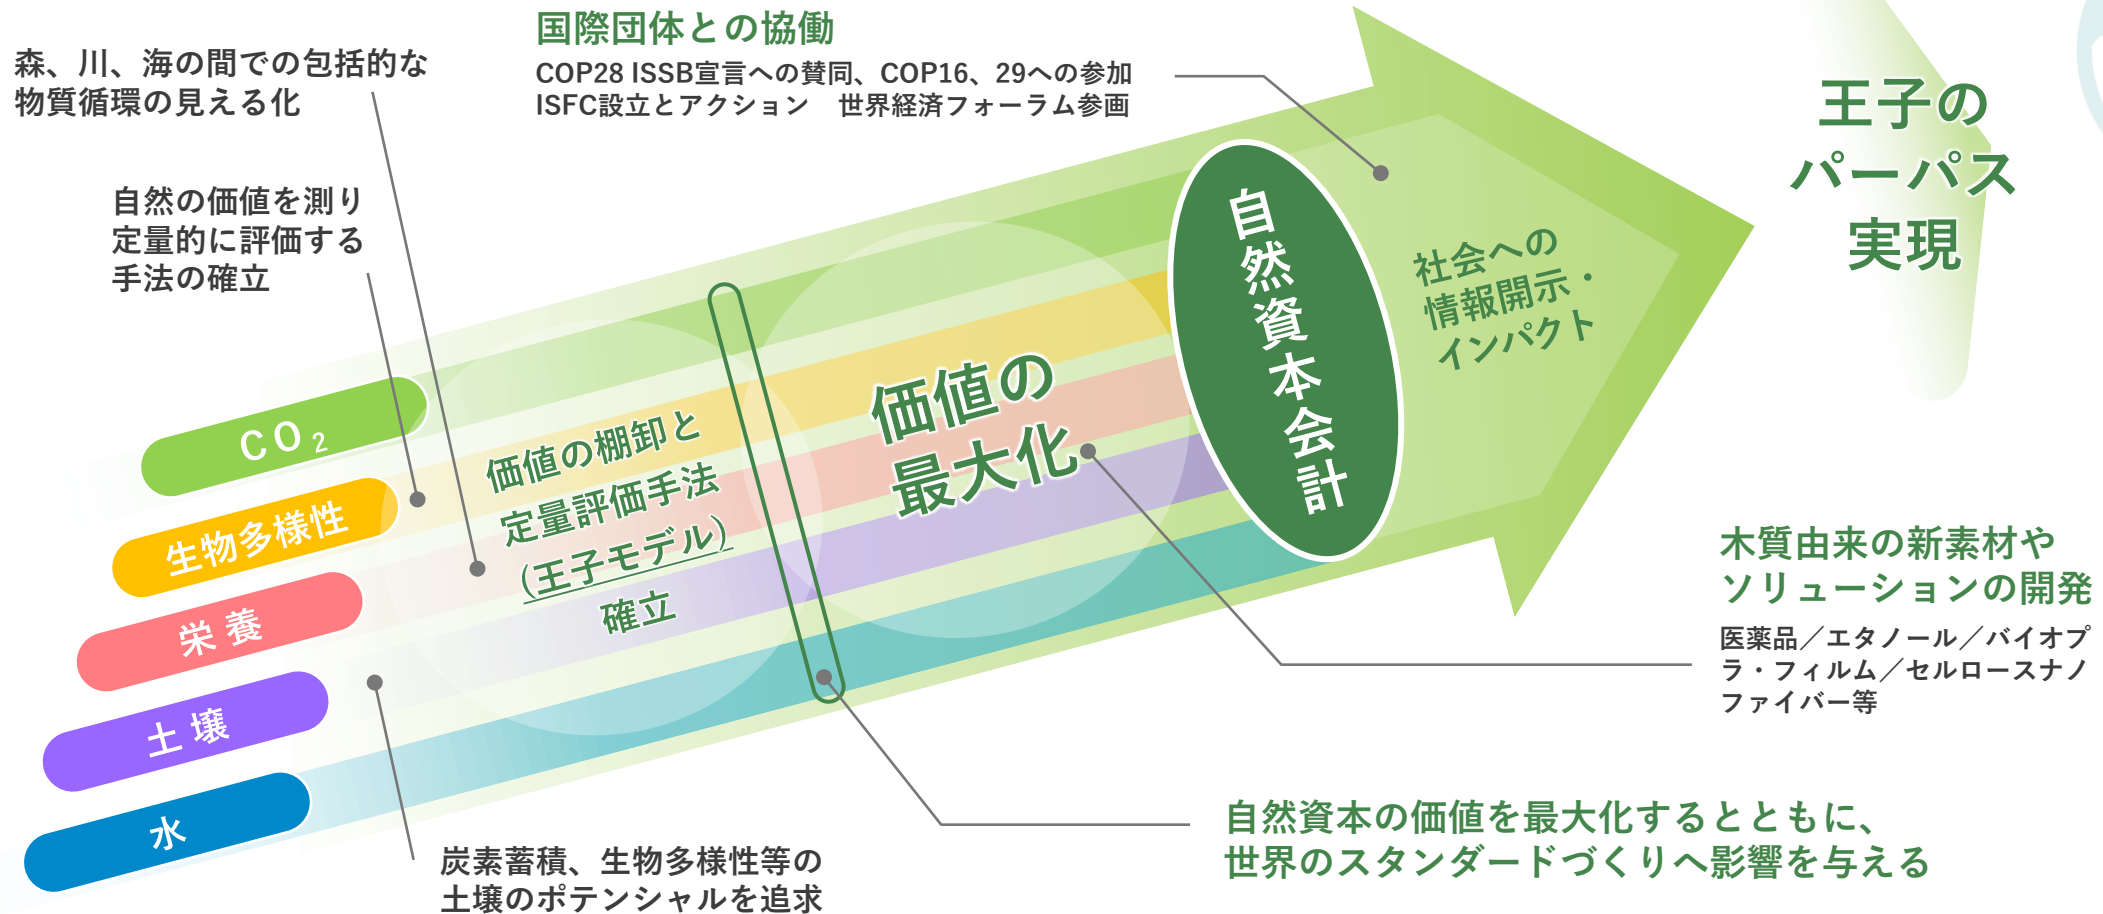 国際団体との協働
COP28 ISSB宣言への賛同、COP16、29への参加
ISFC設立とアクション　世界経済フォーラム参画
森、川、海の間での包括的な
物質循環の見える化
自然の価値を測り
定量的に評価する
手法の確立
王子の
パーパス
実現
自然資本会計
社会への
情報開示・
インパクト
価値の
最大化
価値の棚卸と
定量評価手法
(王子モデル)
確立
CO₂
生物多様性
栄養
土壌
水
木質由来の新素材や
ソリューションの開発
医薬品／エタノール／バイオプ
ラ・フィルム／セルロースナノ
ファイバー等
自然資本の価値を最大化するとともに、
世界のスタンダードづくりへ影響を与える
炭素蓄積、生物多様性等の
土壌のポテンシャルを追求